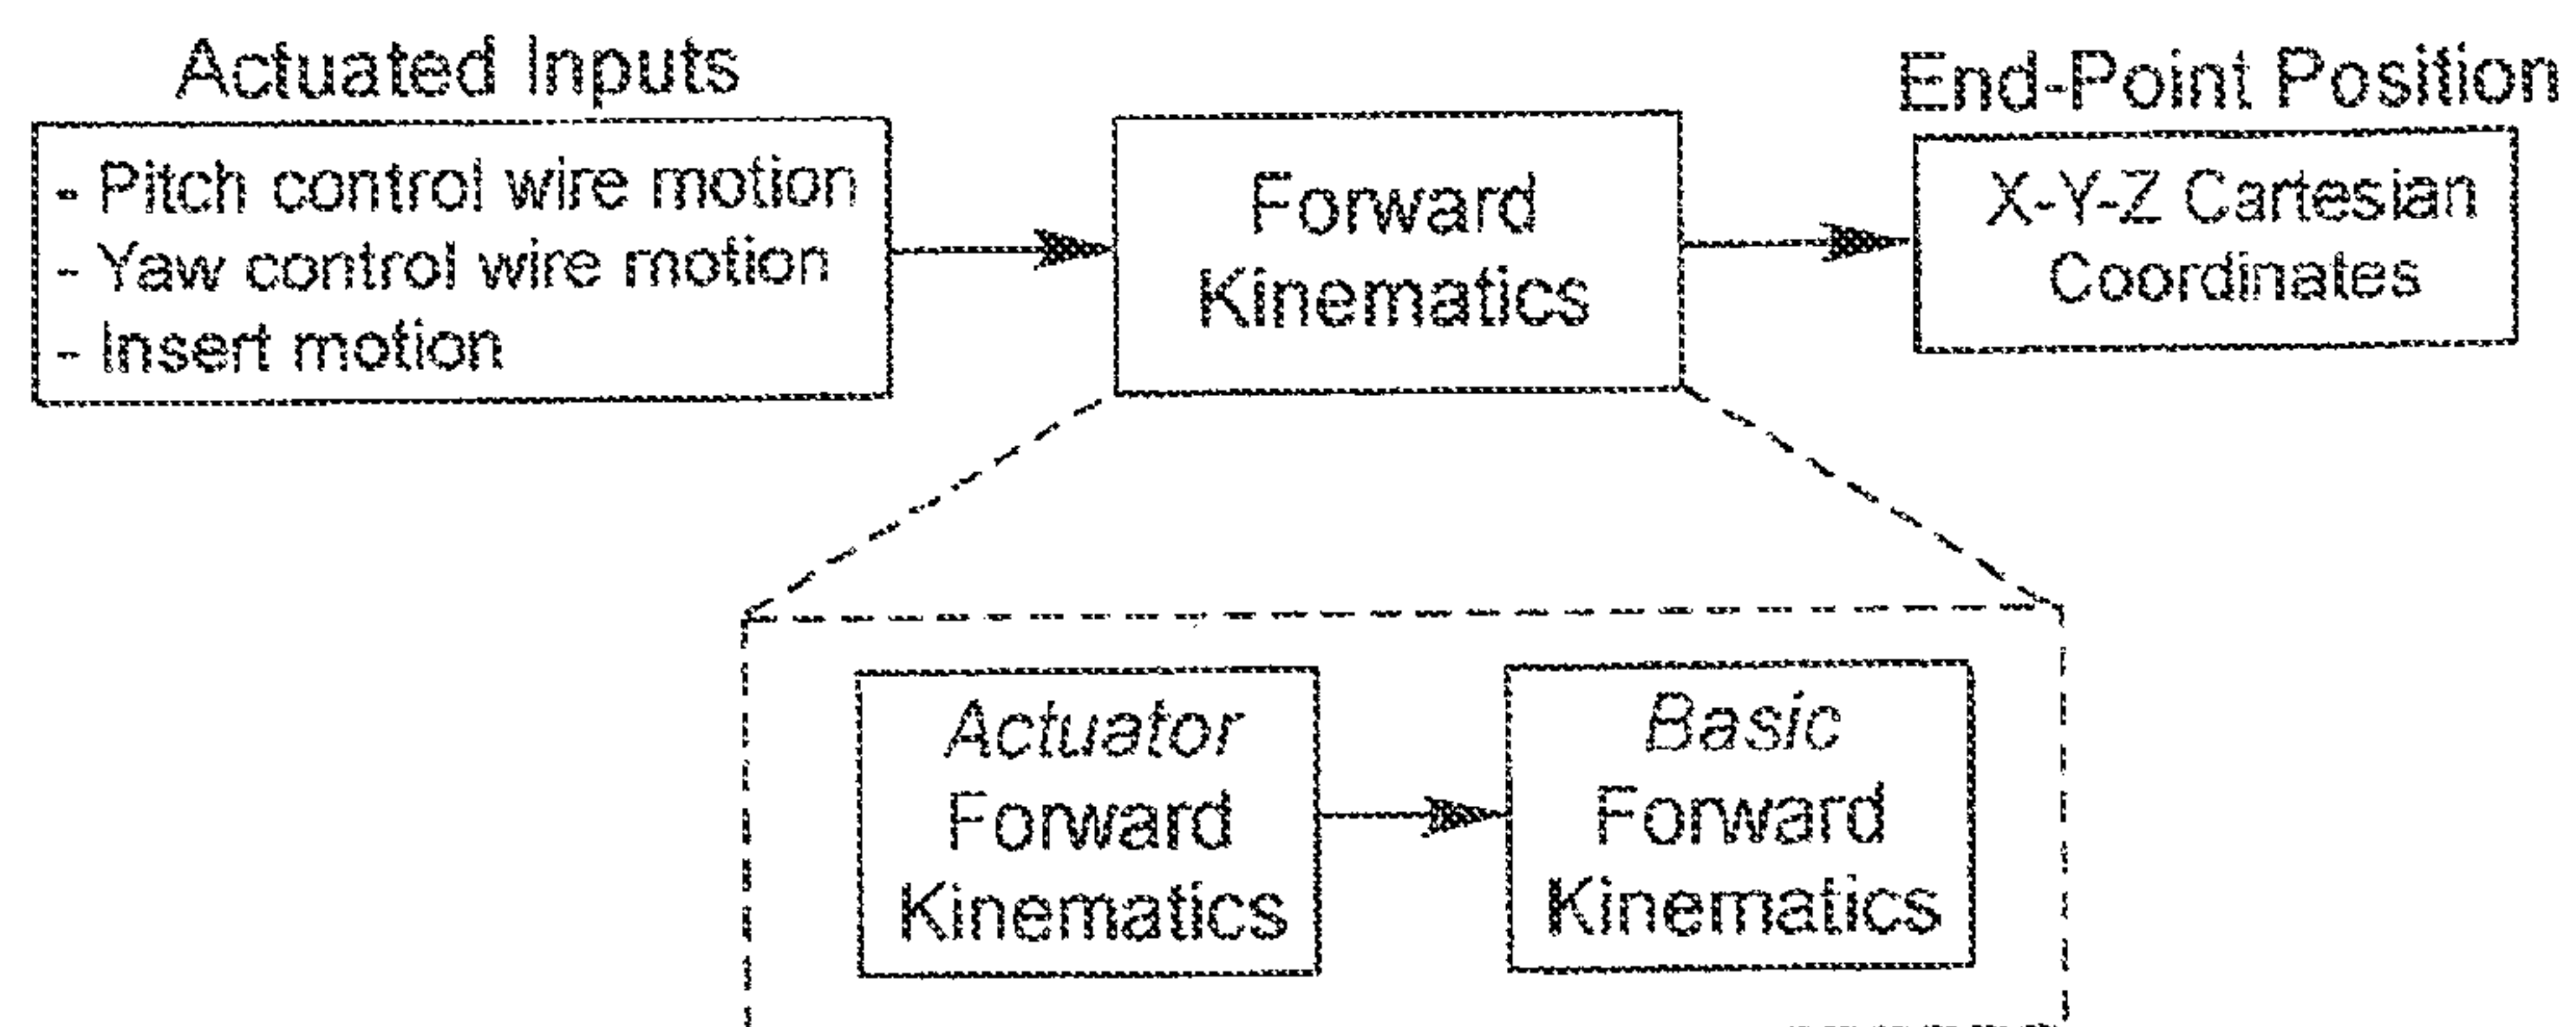 Actuated Inputs
- Pitch control wire motion
- Yaw control wire motion
- Insert motion
Forward
Kinematics
End-Point Position
X-Y-Z Cartesian
Coordinates
Actuator
Forward
Kinematics
Basic
Forward
Kinematics